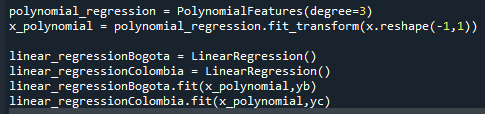 polynomial_regression = PolynomialFeatures(degree=3)
x_polynomial = polynomial_regression.fit_transform(x.reshape(-1,1))
linear_regressionBogota = LinearRegression()
linear_regressionColombia = LinearRegression()
linear_regressionBogota.fit(x_polynomial,yb)
linear_regressionColombia.fit(x_polynomial,yc)